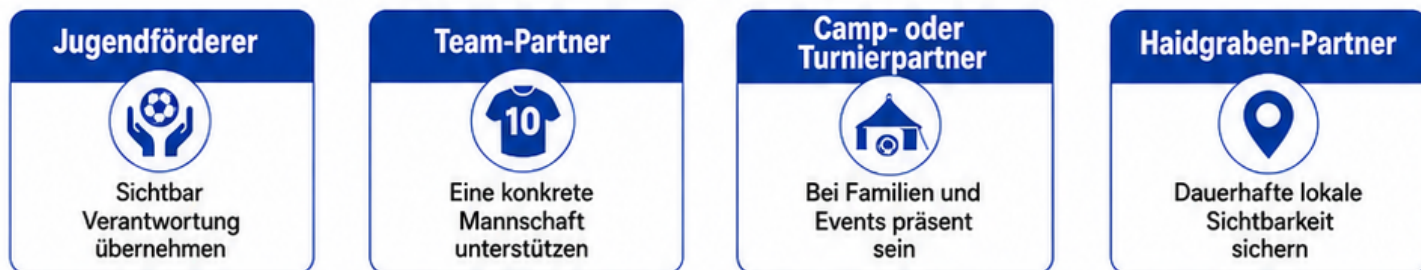 Jugendförderer
Sichtbar
Verantwortung
übernehmen
Team-Partner
10
Eine konkrete
Mannschaft
unterstützen
Camp- oder
Turnierpartner
Bei Familien und
Events präsent
sein
Haidgraben-Partner
Dauerhafte lokale
Sichtbarkeit
sichern